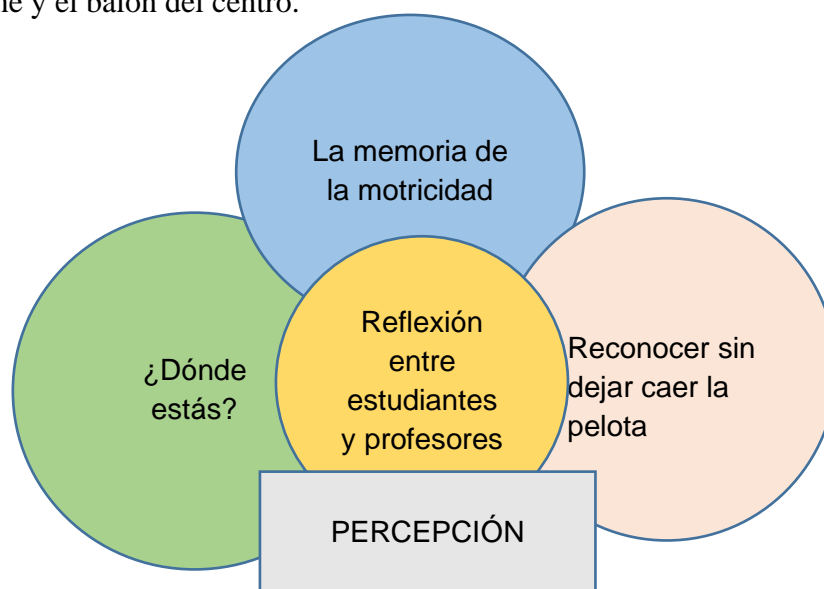 y el balón del centro.
La memoria de
la motricidad
¿Dónde
estás?
Reflexión
entre
estudiantes
y profesores
Reconocer sin
dejar caer la
pelota
PERCEPCIÓN